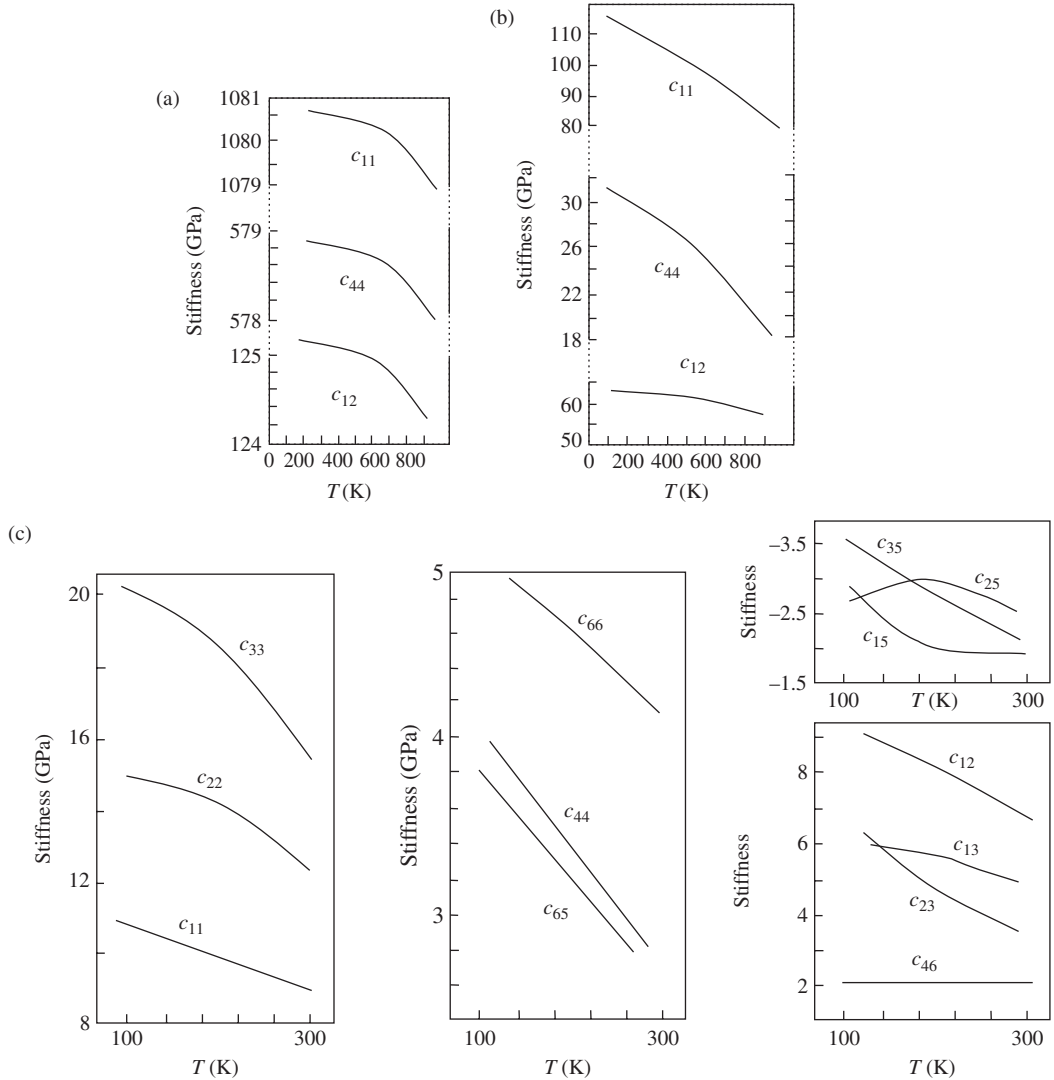 (a)
1081
1080
1079
579
578
125
124
Stiffness (GPa)
c11
c44
c12
0 200 400 600 800
T (K)
(b)
110
100
90
80
30
26
22
18
60
50
Stiffness (GPa)
c11
c44
c12
0 200 400 600 800
T (K)
(c)
20
16
12
8
Stiffness (GPa)
c33
c22
c11
100 300
T (K)
5
4
3
Stiffness (GPa)
c66
c44
c65
100 300
T (K)
−3.5
−2.5
−1.5
Stiffness
c35
c25
c15
100 T (K) 300
8
6
4
2
Stiffness
c12
c13
c23
c46
100 300
T (K)